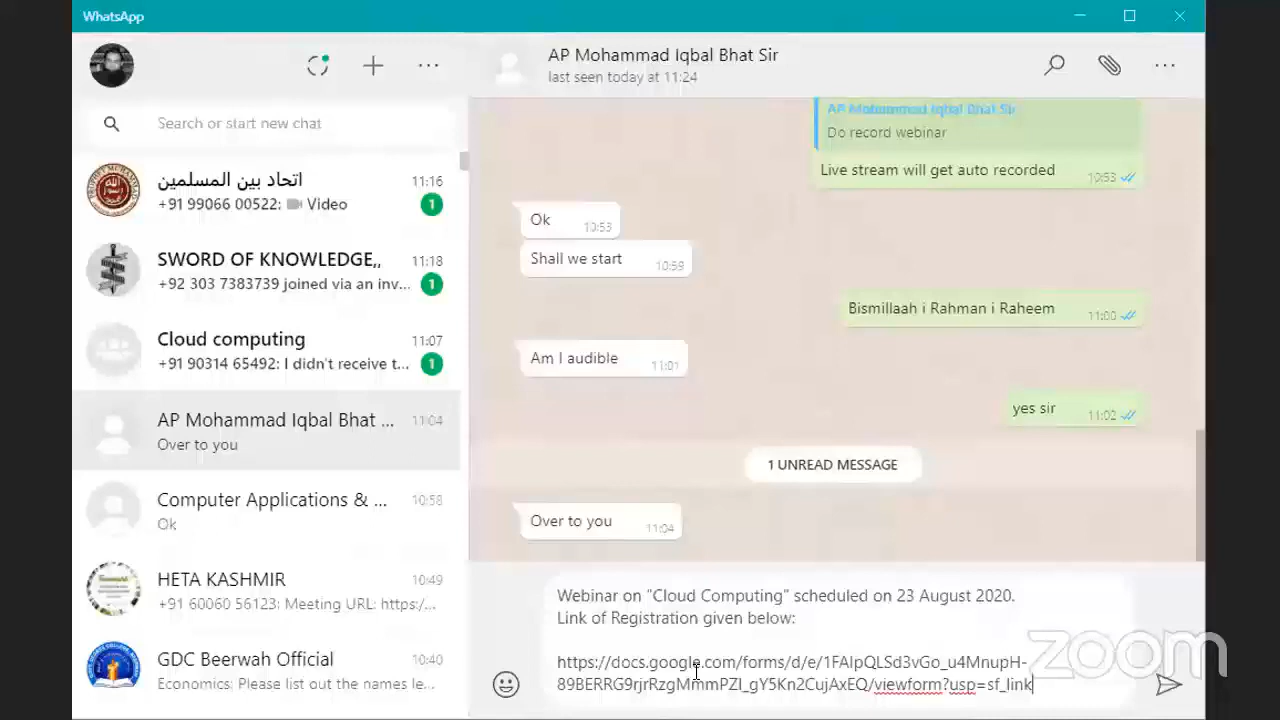 WhatsApp
Search or start new chat
اتحاد بين المسلمين
11:16
+91 99066 00522: Video
1
SWORD OF KNOWLEDGE,,
11:18
+92 303 7383739 joined via an inv...
1
Cloud computing
11:07
+91 90314 65492: I didn't receive t...
1
AP Mohammad Iqbal Bhat ...
11:04
Over to you
Computer Applications & ...
10:58
Ok
HETA KASHMIR
10:49
+91 60060 56123: Meeting URL: https:/...
GDC Beerwah Official
10:40
Economics: Please list out the names le...
AP Mohammad Iqbal Bhat Sir
last seen today at 11:24
AP Mohammad Iqbal Bhat Sir
Do record webinar
Live stream will get auto recorded
10:53
Ok
10:53
Shall we start
10:59
Bismillaah i Rahman i Raheem
11:00
Am I audible
11:01
yes sir
11:02
1 UNREAD MESSAGE
Over to you
11:04
Webinar on "Cloud Computing" scheduled on 23 August 2020.
Link of Registration given below:
https://docs.google.com/forms/d/e/1FAIpQLSd3vGo_u4MnupH-
89BERRG9rjrRzgMmmPZI_gY5Kn2CujAxEQ/viewform?usp=sf_link
zoom